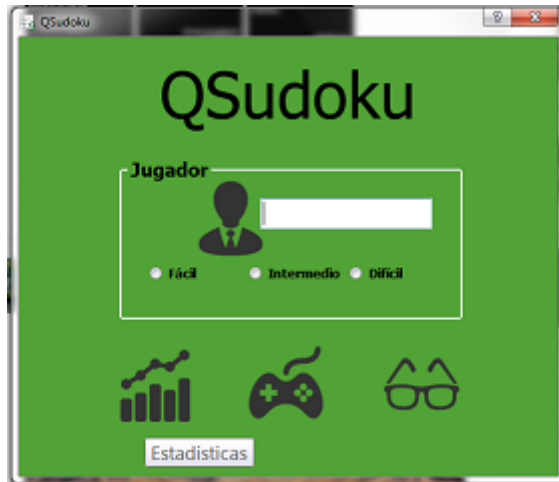 QSudoku
QSudoku
Jugador
Fácil Intermedio Difícil
Estadisticas